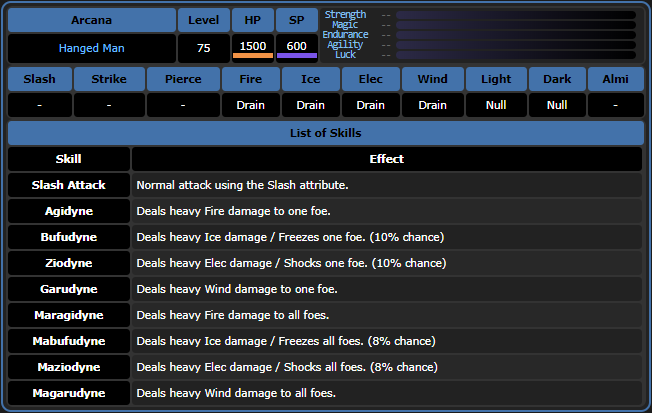 Arcana Level HP SP
Hanged Man 75 1500 600
Strength --
Magic --
Endurance --
Agility --
Luck --
Slash Strike Pierce Fire Ice Elec Wind Light Dark Almi
- - - Drain Drain Drain Drain Null Null -
List of Skills
Skill Effect
Slash Attack Normal attack using the Slash attribute.
Agidyne Deals heavy Fire damage to one foe.
Bufudyne Deals heavy Ice damage / Freezes one foe. (10% chance)
Ziodyne Deals heavy Elec damage / Shocks one foe. (10% chance)
Garudyne Deals heavy Wind damage to one foe.
Maragidyne Deals heavy Fire damage to all foes.
Mabufudyne Deals heavy Ice damage / Freezes all foes. (8% chance)
Maziodyne Deals heavy Elec damage / Shocks all foes. (8% chance)
Magarudyne Deals heavy Wind damage to all foes.